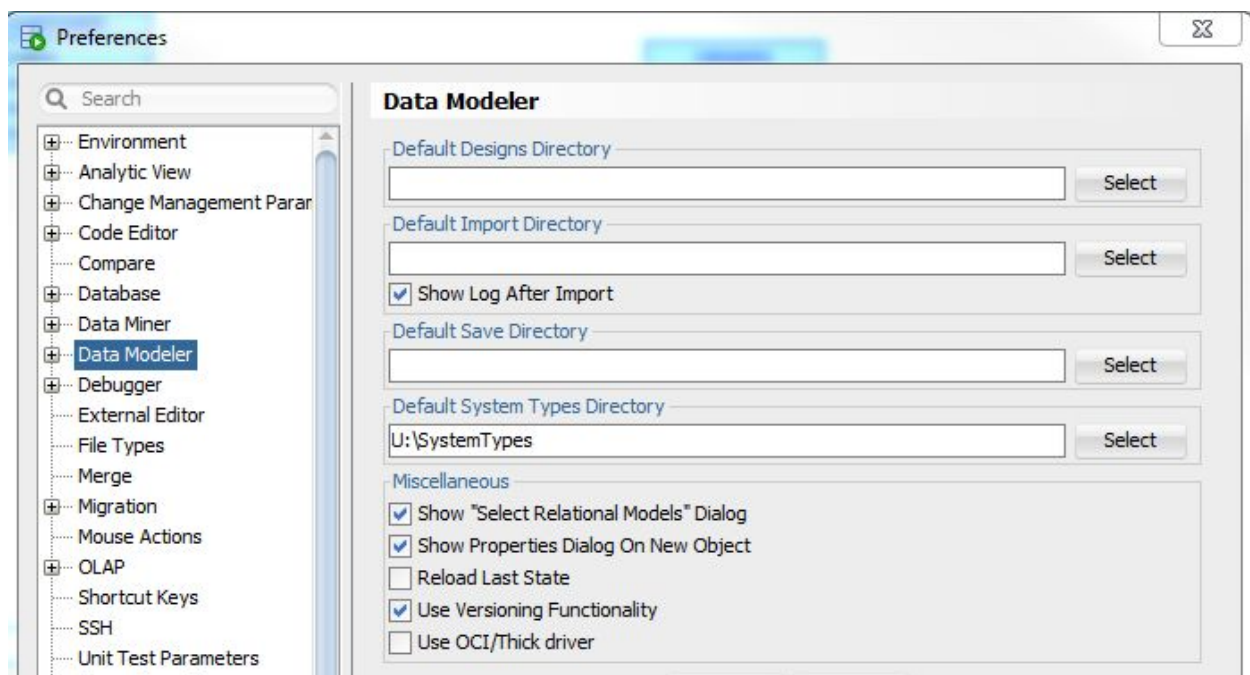 Preferences
Search
Environment
Analytic View
Change Management Parar
Code Editor
Compare
Database
Data Miner
Data Modeler
Debugger
External Editor
File Types
Merge
Migration
Mouse Actions
OLAP
Shortcut Keys
SSH
Unit Test Parameters
Data Modeler
Default Designs Directory
Select
Default Import Directory
Select
Show Log After Import
Default Save Directory
Select
Default System Types Directory
U:\SystemTypes
Select
Miscellaneous
Show "Select Relational Models" Dialog
Show Properties Dialog On New Object
Reload Last State
Use Versioning Functionality
Use OCI/Thick driver